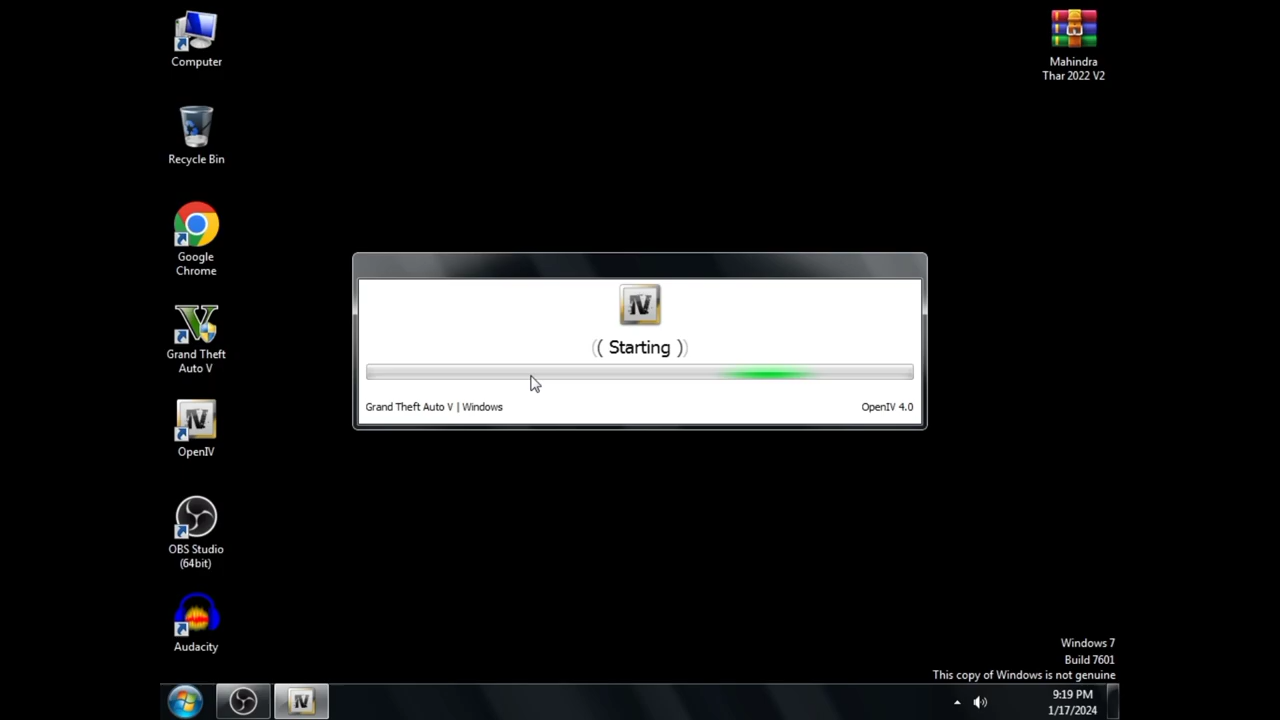 Computer
Recycle Bin
Google
Chrome
Grand Theft
Auto V
OpenIV
OBS Studio
(64bit)
Audacity
Mahindra
Thar 2022 V2
IV
(( Starting ))
Grand Theft Auto V | Windows
OpenIV 4.0
Windows 7
Build 7601
This copy of Windows is not genuine
9:19 PM
1/17/2024